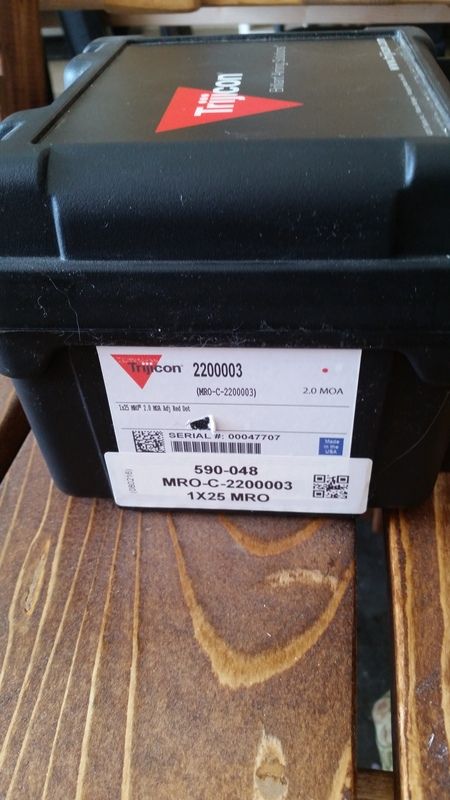 Trijicon
Trijicon 2200003
(MRO-C-2200003)
2.0 MOA
1x25 MRO® 2.0 MOA Adj Red Dot
SERIAL #: 00047707
Made in the USA
590-048
MRO-C-2200003
1X25 MRO
(080216)